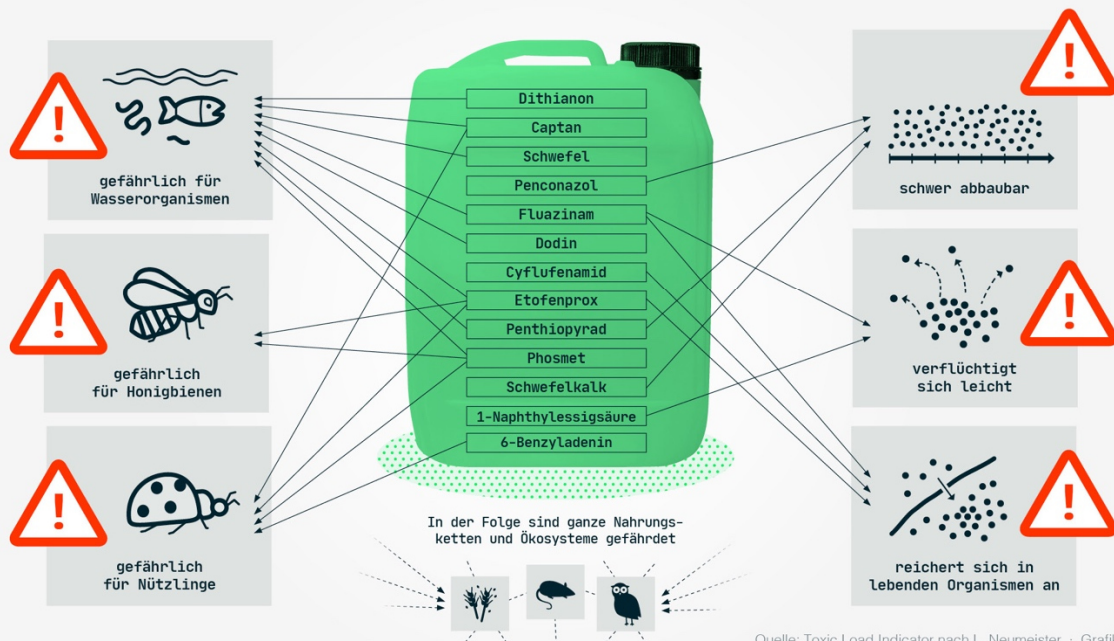 gefährlich für
Wasserorganismen
gefährlich
für Honigbienen
gefährlich
für Nützlinge
Dithianon
Captan
Schwefel
Penconazol
Fluazinam
Dodin
Cyflufenamid
Etofenprox
Penthiopyrad
Phosmet
Schwefelkalk
1-Naphthylessigsäure
6-Benzyladenin
In der Folge sind ganze Nahrungs-
ketten und Ökosysteme gefährdet
schwer abbaubar
verflüchtigt
sich leicht
reichert sich in
lebenden Organismen an
Quelle: Toxic Load Indicator nach L. Neumeister · Grafi